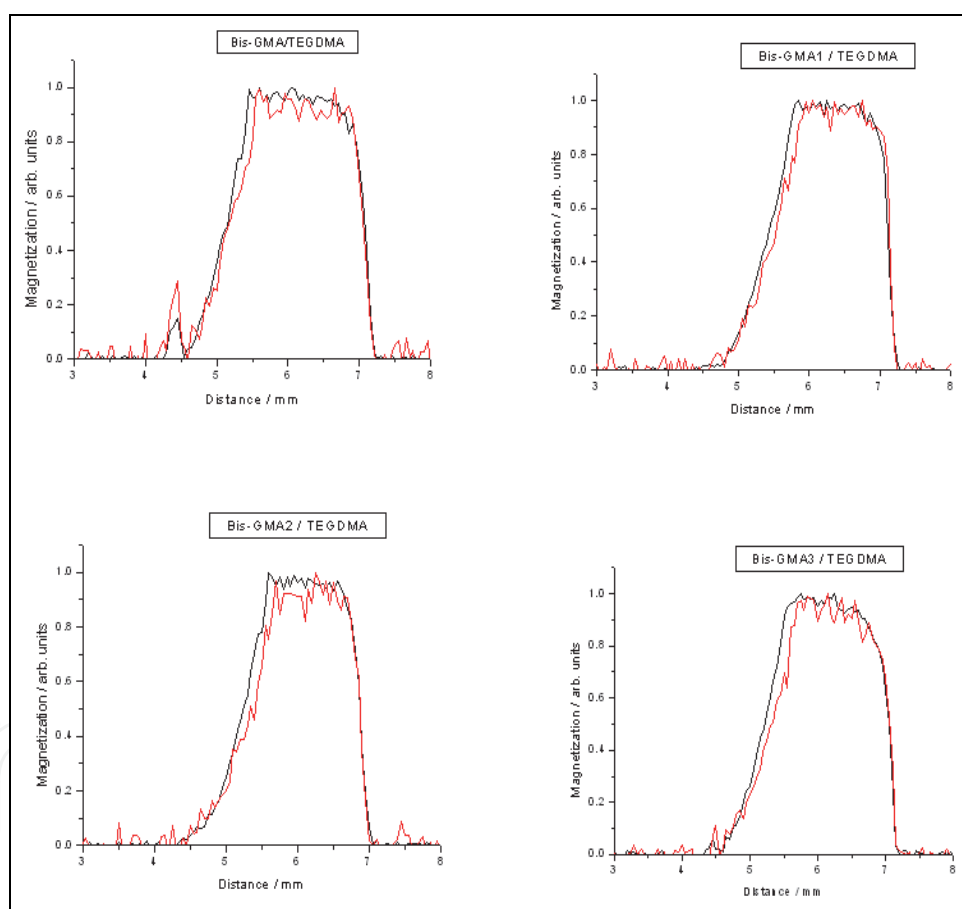 Bis-GMA/TEGDMA
1.0
0.8
0.6
0.4
0.2
0.0
Magnetization / arb. units
3 4 5 6 7 8
Distance / mm
Bis-GMA1 / TEGDMA
1.0
0.8
0.6
0.4
0.2
0.0
Magnetization / arb. units
3 4 5 6 7 8
Distance / mm
Bis-GMA2 / TEGDMA
1.0
0.8
0.6
0.4
0.2
0.0
Magnetization / arb. units
3 4 5 6 7 8
Distance / mm
Bis-GMA3 / TEGDMA
1.0
0.8
0.6
0.4
0.2
0.0
Magnetization / arb. units
3 4 5 6 7 8
Distance / mm